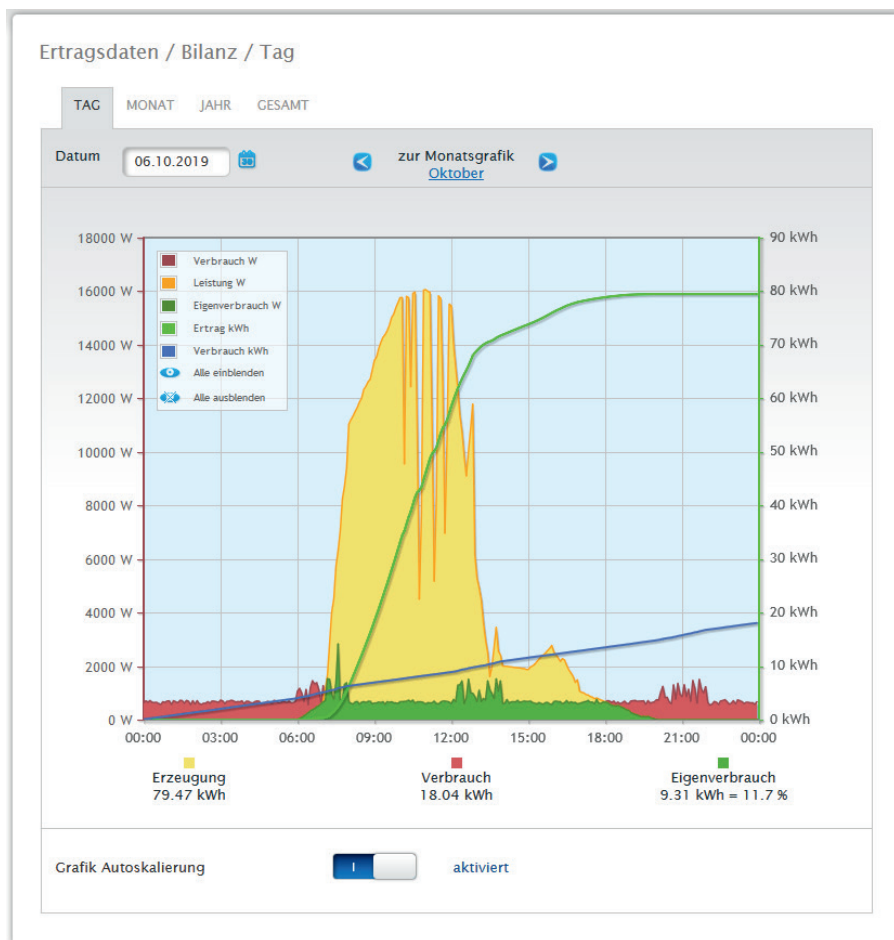 Ertragsdaten / Bilanz / Tag
TAG MONAT JAHR GESAMT
Datum 06.10.2019 30 zur Monatsgrafik
Oktober
18000 W
16000 W
14000 W
12000 W
10000 W
8000 W
6000 W
4000 W
2000 W
0 W
Verbrauch W
Leistung W
Eigenverbrauch W
Ertrag kWh
Verbrauch kWh
Alle einblenden
Alle ausblenden
90 kWh
80 kWh
70 kWh
60 kWh
50 kWh
40 kWh
30 kWh
20 kWh
10 kWh
0 kWh
00:00 03:00 06:00 09:00 12:00 15:00 18:00 21:00 00:00
Erzeugung Verbrauch Eigenverbrauch
79.47 kWh 18.04 kWh 9.31 kWh = 11.7 %
Grafik Autoskalierung I aktiviert